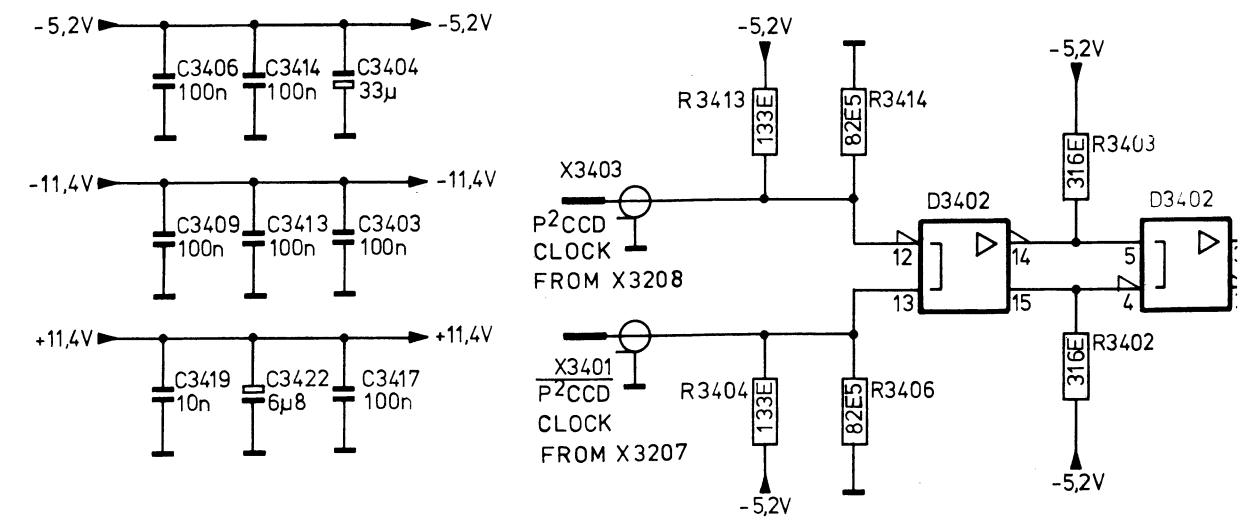 -5,2V
-5,2V
C3406
100n
C3414
100n
C3404
33µ
-11,4V
-11,4V
C3409
100n
C3413
100n
C3403
100n
+11,4V
+11,4V
C3419
10n
C3422
6µ8
C3417
100n
-5,2V
R3413
133E
82E5
R3414
X3403
P²CCD
CLOCK
FROM X3208
X3401
P²CCD
CLOCK
FROM X3207
R3404
133E
82E5
R3406
-5,2V
D3402
12
13
14
15
-5,2V
316E
R3403
316E
R3402
-5,2V
D3402
5
4